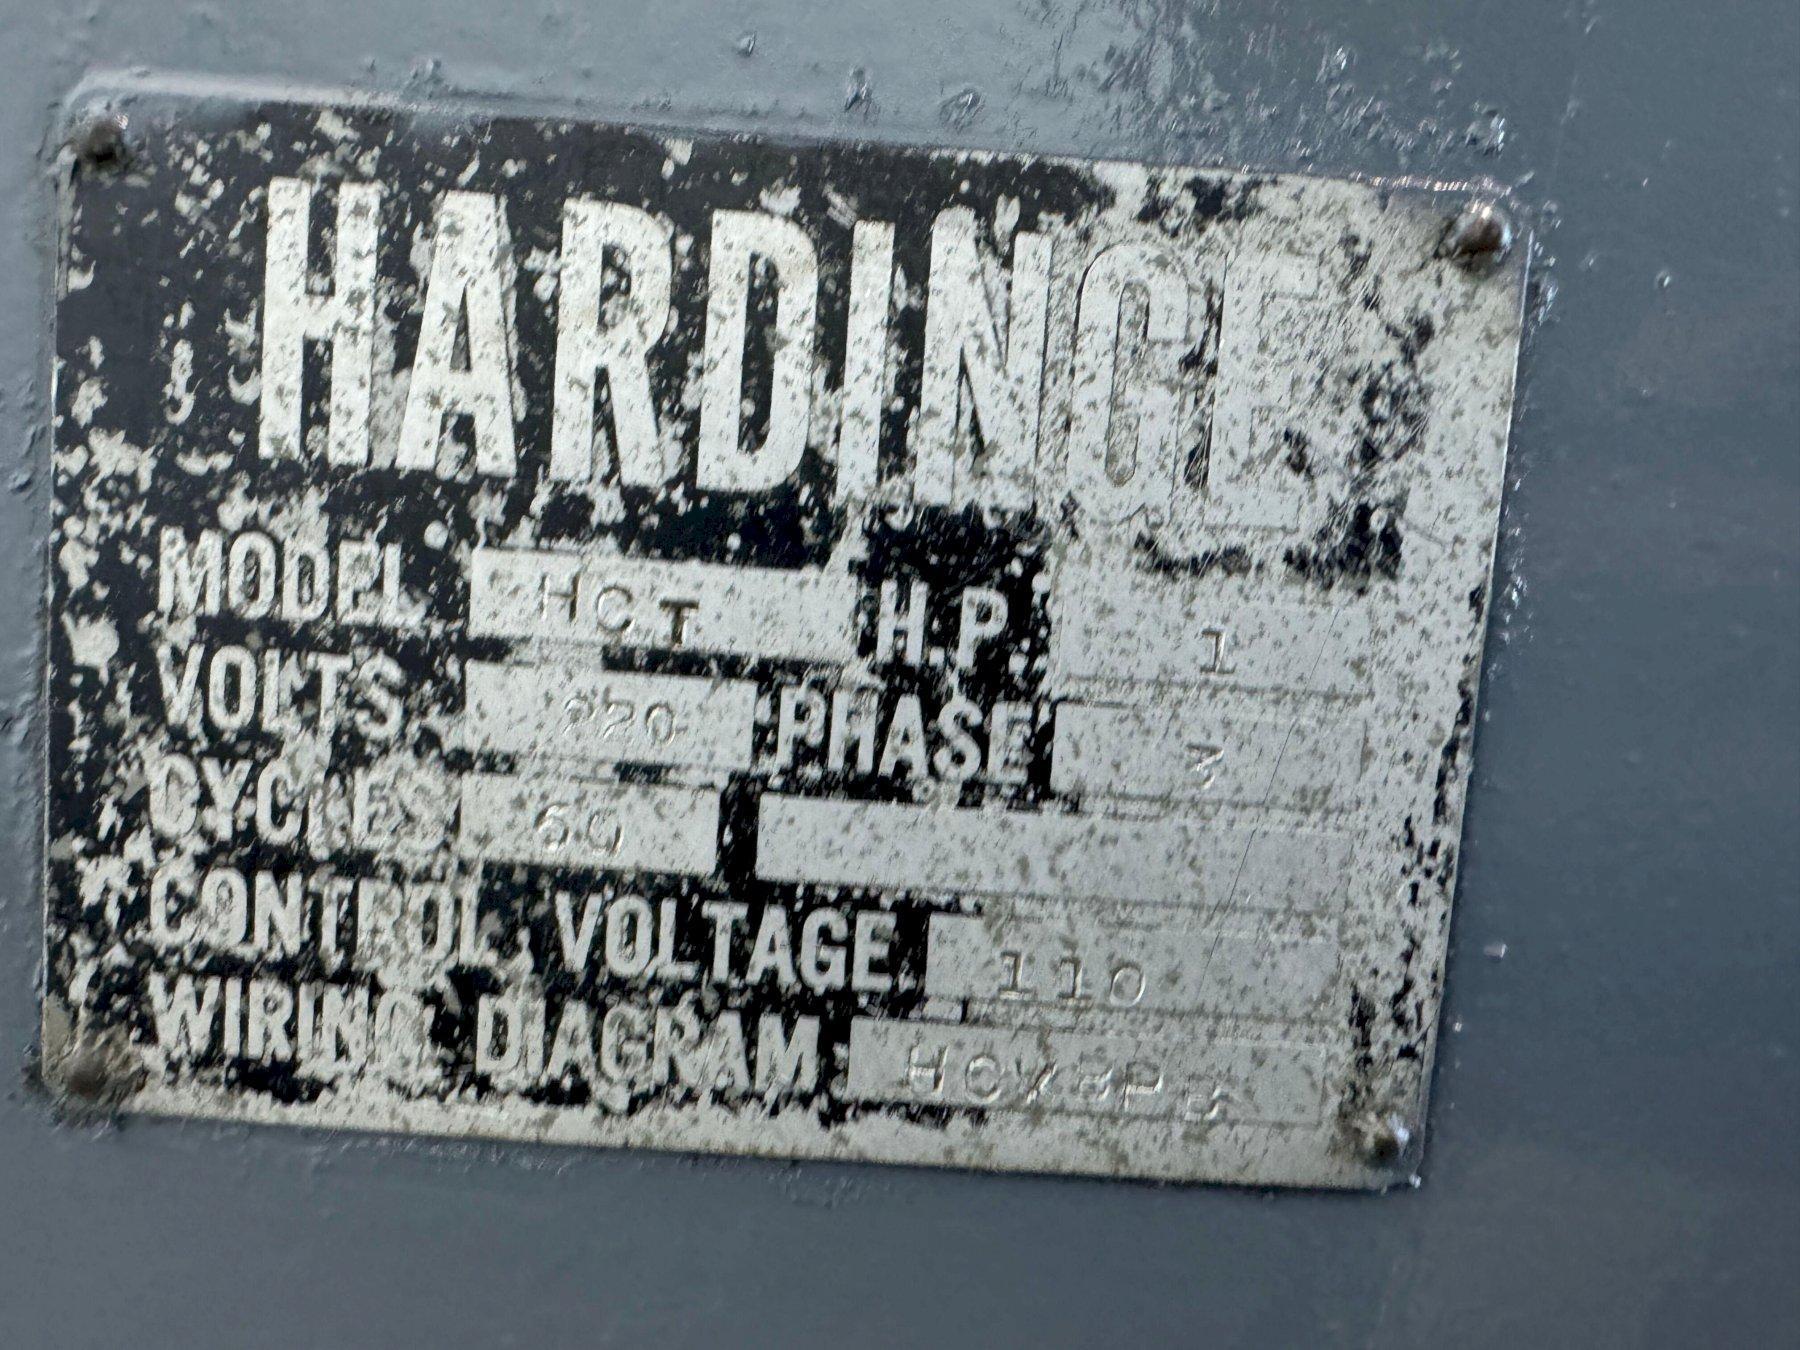 HARDINGE
MODEL HCT H.P. 1
VOLTS 220 PHASE 3
CYCLES 60
CONTROL VOLTAGE 110
WIRING DIAGRAM